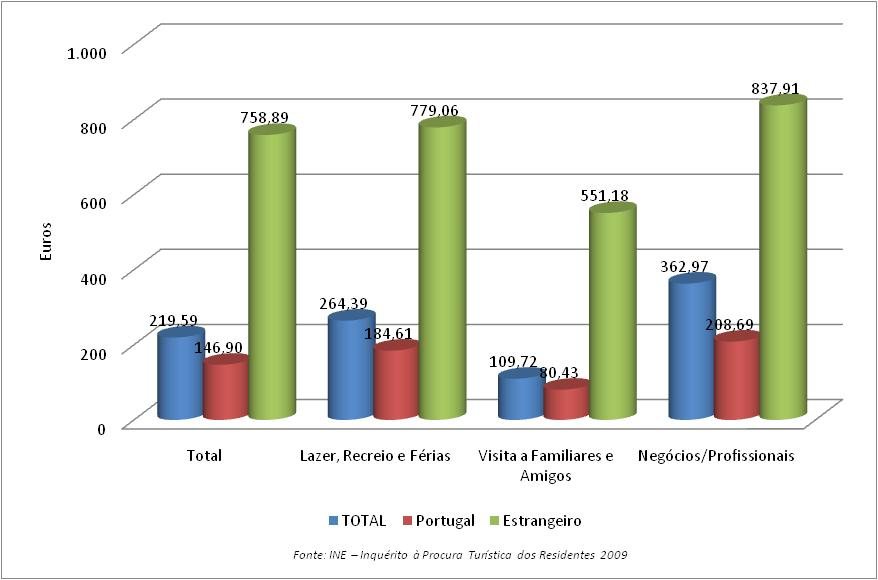 1.000
800
600
400
200
0
Euros
758,89
779,06
837,91
551,18
362,97
264,39
219,59
184,61
208,69
146,90
109,72
80,43
Total
Lazer, Recreio e Férias
Visita a Familiares e
Amigos
Negócios/Profissionais
TOTAL
Portugal
Estrangeiro
Fonte: INE – Inquérito à Procura Turística dos Residentes 2009